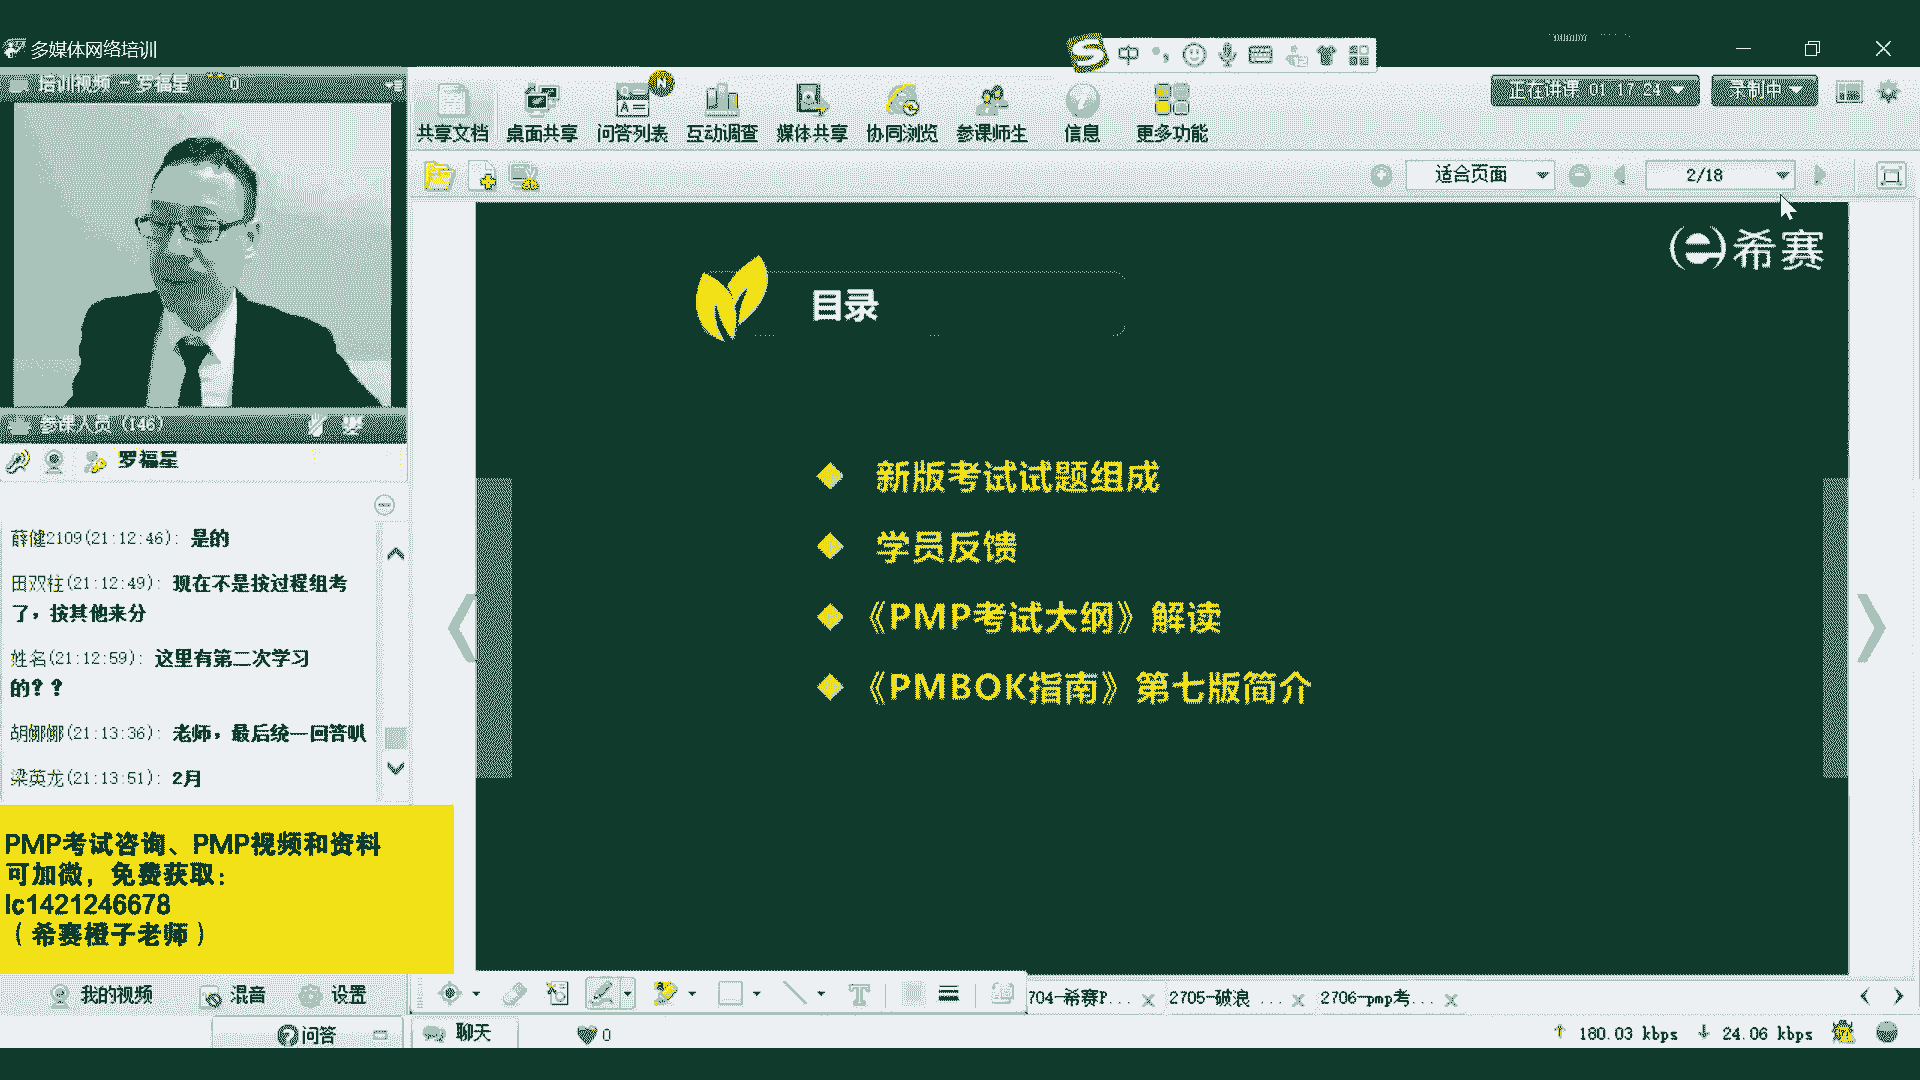 多媒体网络培训
中
培训视频 - 罗福星
0
共享文档
桌面共享
问答列表
互动调查
媒体共享
协同浏览
参课师生
信息
更多功能
正在讲课 01 17 24
录制中
适合页面
2/18
希赛
目录
新版考试试题组成
学员反馈
《PMP考试大纲》解读
《PMBOK指南》第七版简介
参课人员 (146)
罗福星
薛健2109(21:12:46): 是的
田双柱(21:12:49): 现在不是按过程组考
了，按其他来分
姓名(21:12:59): 这里有第二次学习
的？？
胡娜娜(21:13:36): 老师，最后统一回答叭
梁英龙(21:13:51): 2月
PMP考试咨询、PMP视频和资料
可加微，免费获取：
lc1421246678
（希赛橙子老师）
我的视频
混音
设置
704-希赛P...
2705-破浪 ...
2706-pmp考...
问答
聊天
0
180.03 kbps
24.06 kbps